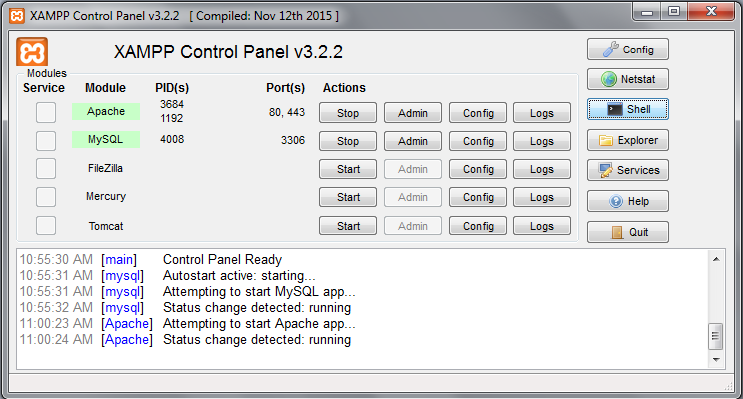 XAMPP Control Panel v3.2.2 [ Compiled: Nov 12th 2015 ]
XAMPP Control Panel v3.2.2
Modules
Service Module PID(s) Port(s) Actions
Apache 3684 1192 80, 443 Stop Admin Config Logs
MySQL 4008 3306 Stop Admin Config Logs
FileZilla Start Admin Config Logs
Mercury Start Admin Config Logs
Tomcat Start Admin Config Logs
Config
Netstat
Shell
Explorer
Services
Help
Quit
10:55:30 AM [main] Control Panel Ready
10:55:31 AM [mysql] Autostart active: starting...
10:55:31 AM [mysql] Attempting to start MySQL app...
10:55:32 AM [mysql] Status change detected: running
11:00:23 AM [Apache] Attempting to start Apache app...
11:00:24 AM [Apache] Status change detected: running